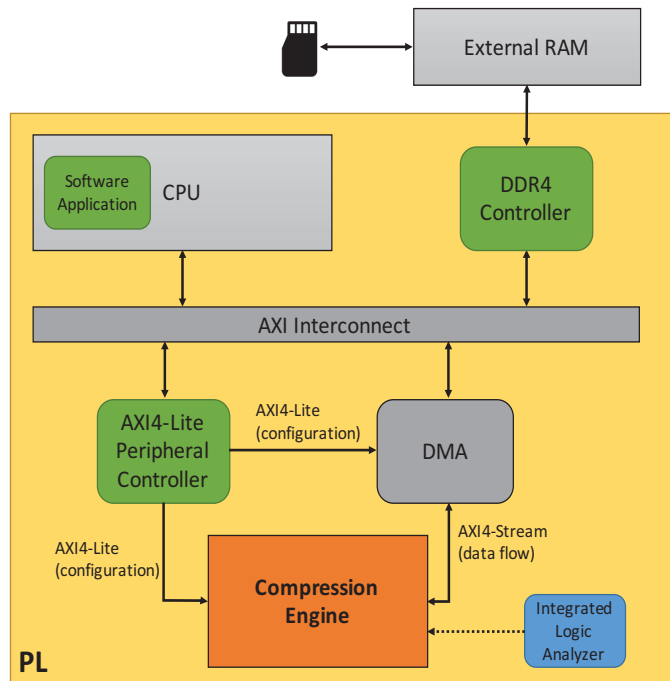 External RAM
Software
Application
CPU
DDR4
Controller
AXI Interconnect
AXI4-Lite
Peripheral
Controller
AXI4-Lite
(configuration)
DMA
AXI4-Lite
(configuration)
AXI4-Stream
(data flow)
Compression
Engine
Integrated
Logic
Analyzer
PL